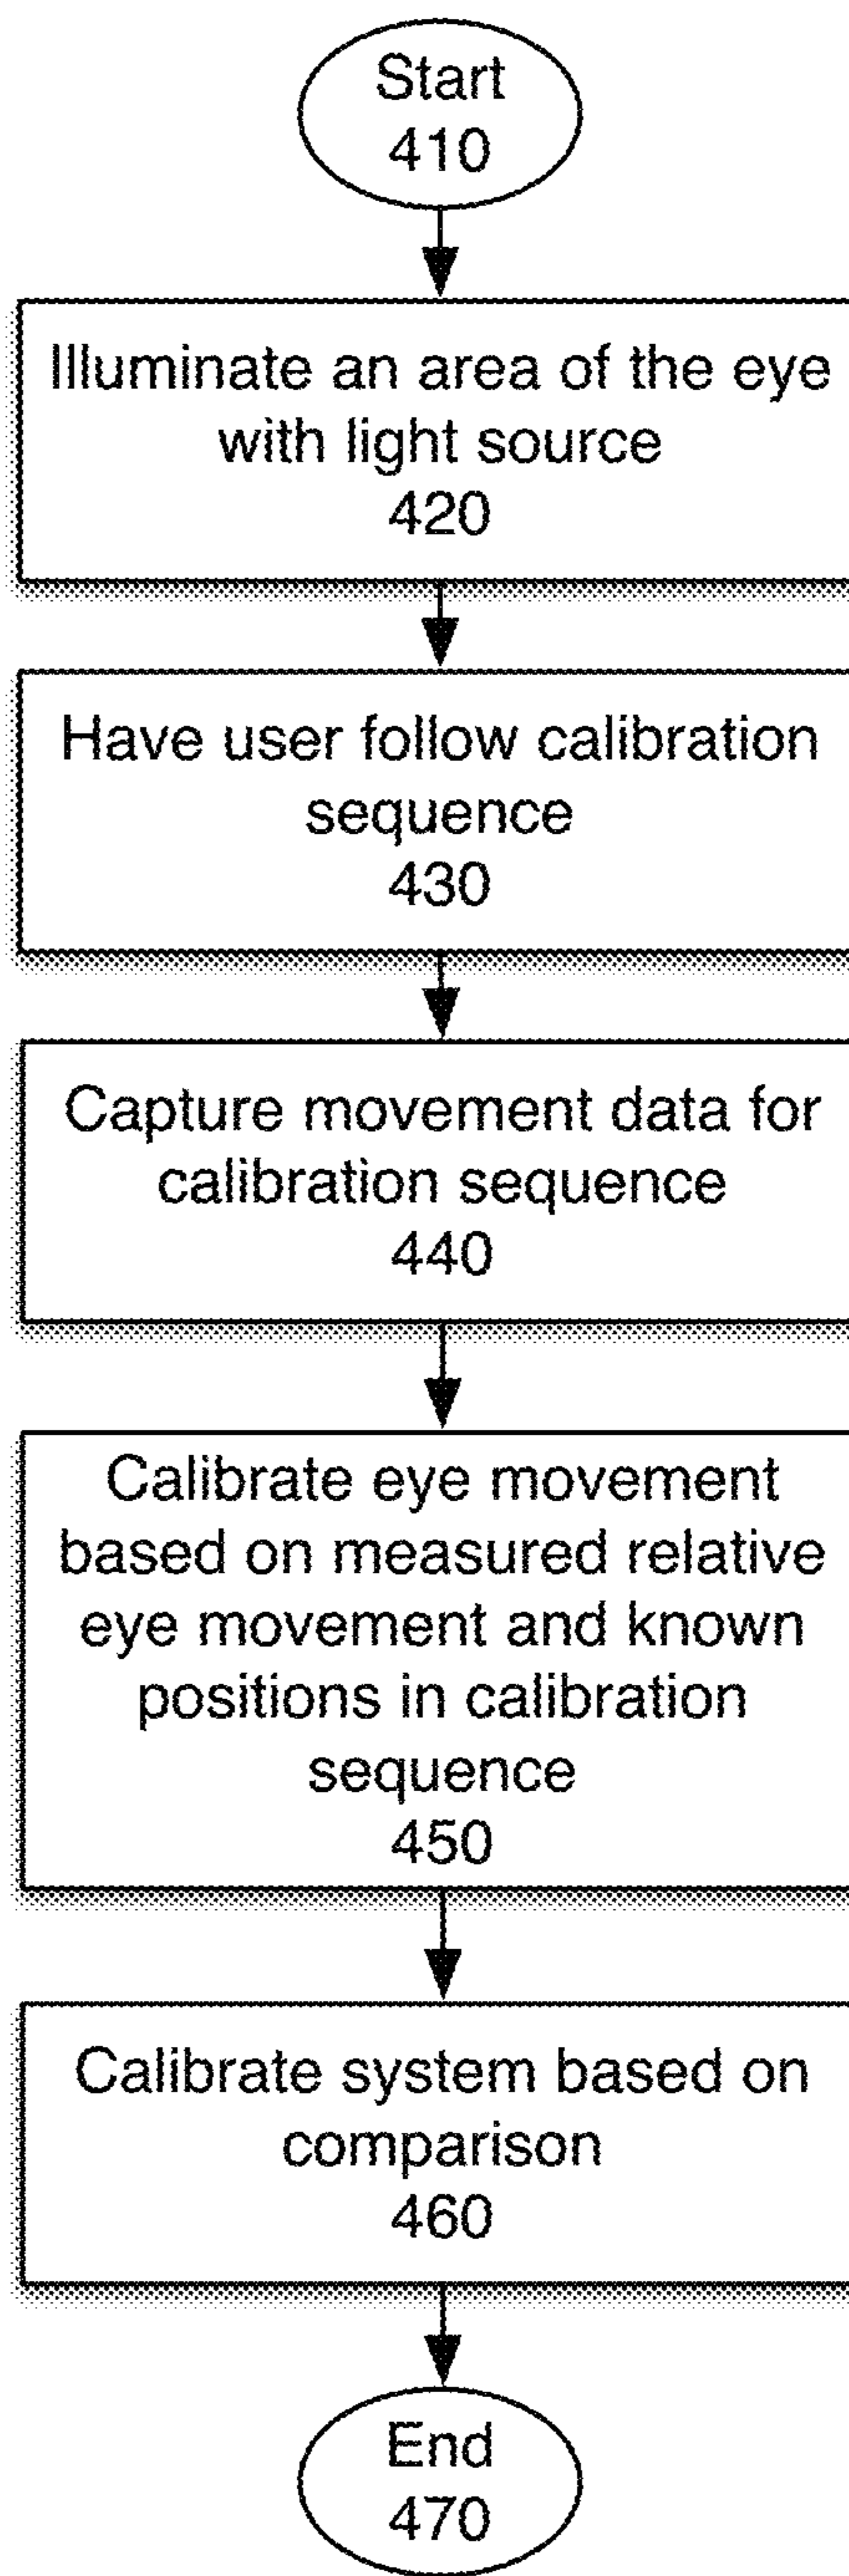 Start
410
Illuminate an area of the eye
with light source
420
Have user follow calibration
sequence
430
Capture movement data for
calibration sequence
440
Calibrate eye movement
based on measured relative
eye movement and known
positions in calibration
sequence
450
Calibrate system based on
comparison
460
End
470